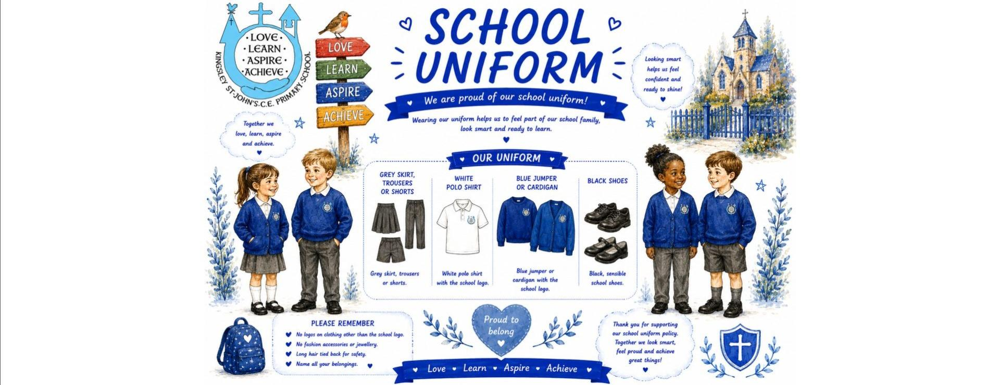 ·LOVE·
·LEARN·
·ASPIRE·
·ACHIEVE·
KINGSLEY ST·JOHN'S·C.E. PRIMARY·SCHOOL
LOVE
LEARN
ASPIRE
ACHIEVE
Together we
love, learn, aspire
and achieve.
SCHOOL
UNIFORM
We are proud of our school uniform!
Wearing our uniform helps us to feel part of our school family,
look smart and ready to learn.
Looking smart
helps us feel
confident and
ready to shine!
OUR UNIFORM
GREY SKIRT,
TROUSERS
OR SHORTS
Grey skirt, trousers
or shorts.
WHITE
POLO SHIRT
White polo shirt
with the school logo.
BLUE JUMPER
OR CARDIGAN
Blue jumper or
cardigan with the
school logo.
BLACK SHOES
Black, sensible
school shoes.
PLEASE REMEMBER
No logos on clothing other than the school logo.
No fashion accessories or jewellery.
Long hair tied back for safety.
Name all your belongings.
Proud to
belong
Love Learn Aspire Achieve
Thank you for supporting
our school uniform policy.
Together we look smart,
feel proud and achieve
great things!